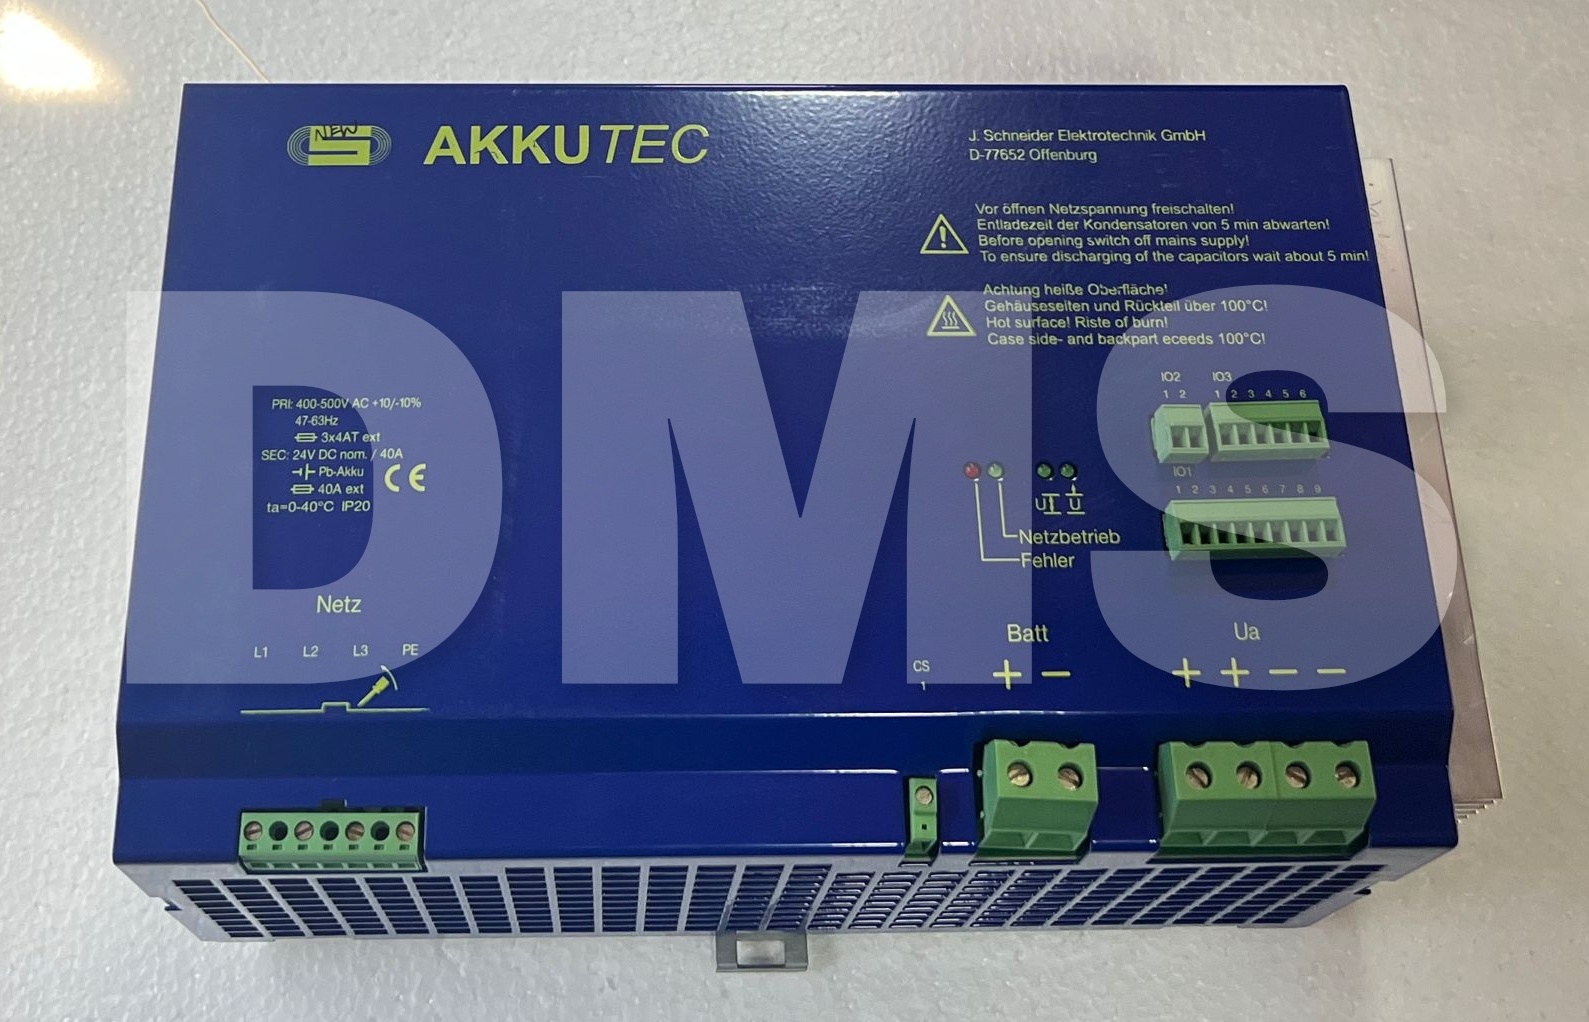 NEW
S
AKKUTEC
J. Schneider Elektrotechnik GmbH
D-77652 Offenburg
Vor öffnen Netzspannung freischalten!
Entladezeit der Kondensatoren von 5 min abwarten!
Before opening switch off mains supply!
To ensure discharging of the capacitors wait about 5 min!
Achtung heiße Oberfläche!
Gehäuseseiten und Rückteil über 100°C!
Hot surface! Riste of burn!
Case side- and backpart eceeds 100°C!
DMS
PRI: 400-500V AC +10/-10%
47-63Hz
3x4AT ext
SEC: 24V DC nom. / 40A
Pb-Akku
CE
40A ext
ta=0-40°C IP20
IO2 IO3
1 2 1 2 3 4 5 6
IO1
1 2 3 4 5 6 7 8 9
U U
Netzbetrieb
Fehler
Netz
L1 L2 L3 PE
CS
1
Batt
+ −
Ua
+ + − −